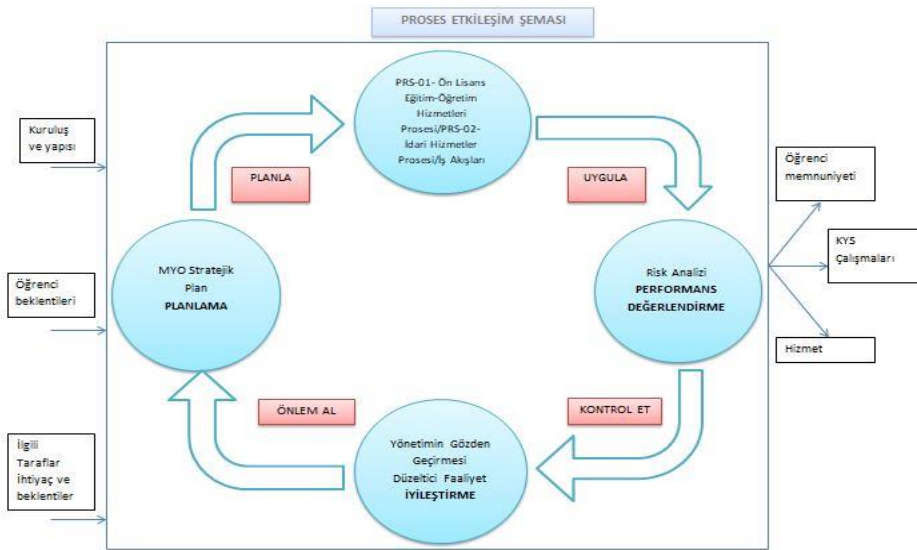 PROSES ETKİLEŞİM ŞEMASI
PRS-01- Ön Lisans
Eğitim-Öğretim
Hizmetleri
Prosesi/PRS-02-
İdari Hizmetler
Prosesi/İş Akışları
Kuruluş
ve yapısı
PLANLA
UYGULA
Öğrenci
memnuniyeti
KYS
Çalışmaları
Hizmet
Öğrenci
beklentileri
MYO Stratejik
Plan
PLANLAMA
Risk Analizi
PERFORMANS
DEĞERLENDİRME
ÖNLEM AL
KONTROL ET
İlgili
Taraflar
İhtiyaç ve
beklentiler
Yönetimin Gözden
Geçirmesi
Düzeltici Faaliyet
İYİLEŞTİRME